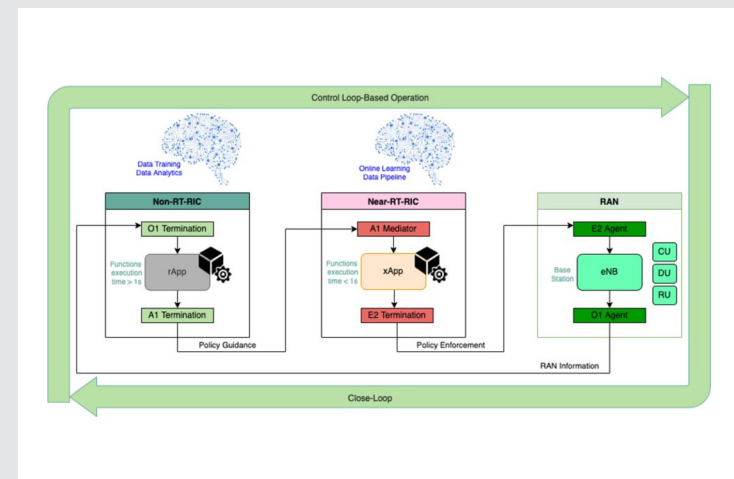 Control Loop-Based Operation
Data Training
Data Analytics
Online Learning
Data Pipeline
Non-RT-RIC
O1 Termination
Functions
execution
time > 1s
rApp
A1 Termination
Policy Guidance
Near-RT-RIC
A1 Mediator
Functions
execution
time < 1s
xApp
E2 Termination
Policy Enforcement
RAN
E2 Agent
Base
Station
eNB
CU
DU
RU
O1 Agent
RAN Information
Close-Loop